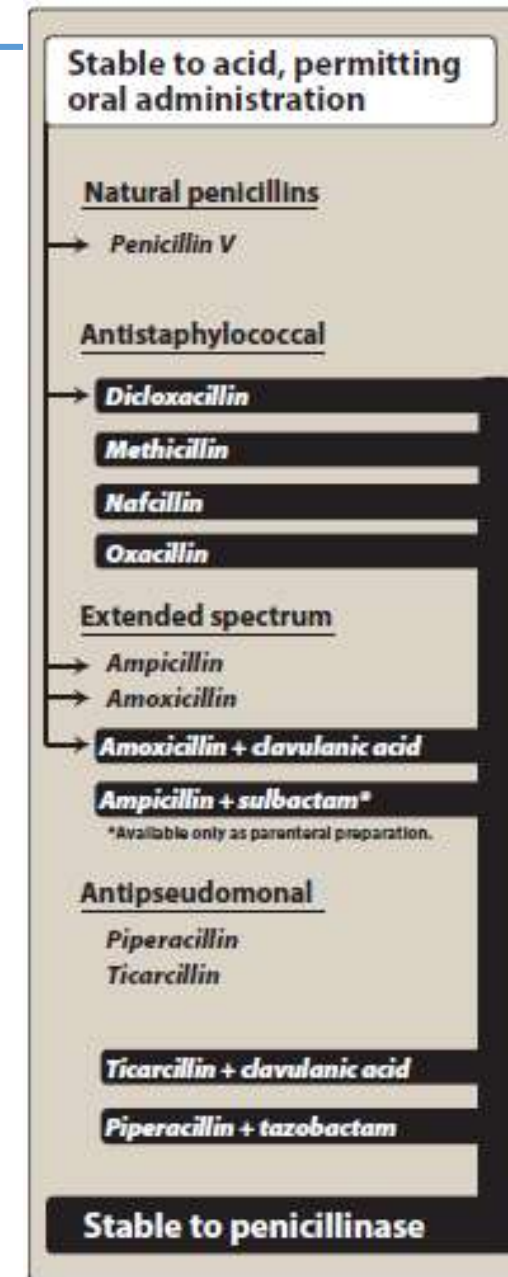 Stable to acid, permitting
oral administration
Natural penicillins
Penicillin V
Antistaphylococcal
Dicloxacillin
Methicillin
Nafcillin
Oxacillin
Extended spectrum
Ampicillin
Amoxicillin
Amoxicillin + clavulanic acid
Ampicillin + sulbactam*
*Available only as parenteral preparation.
Antipseudomonal
Piperacillin
Ticarcillin
Ticarcillin + clavulanic acid
Piperacillin + tazobactam
Stable to penicillinase